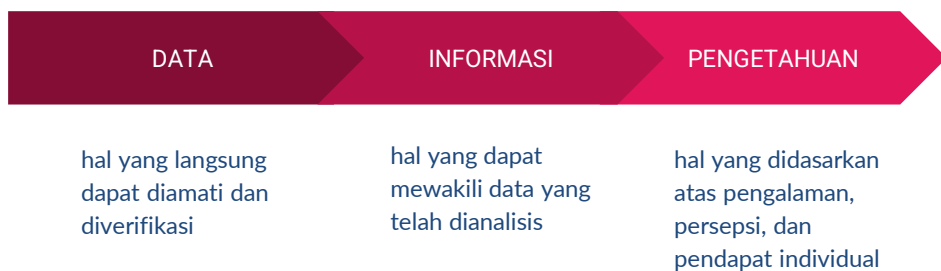 DATA
INFORMASI
PENGETAHUAN
hal yang langsung
dapat diamati dan
diverifikasi
hal yang dapat
mewakili data yang
telah dianalisis
hal yang didasarkan
atas pengalaman,
persepsi, dan
pendapat individual